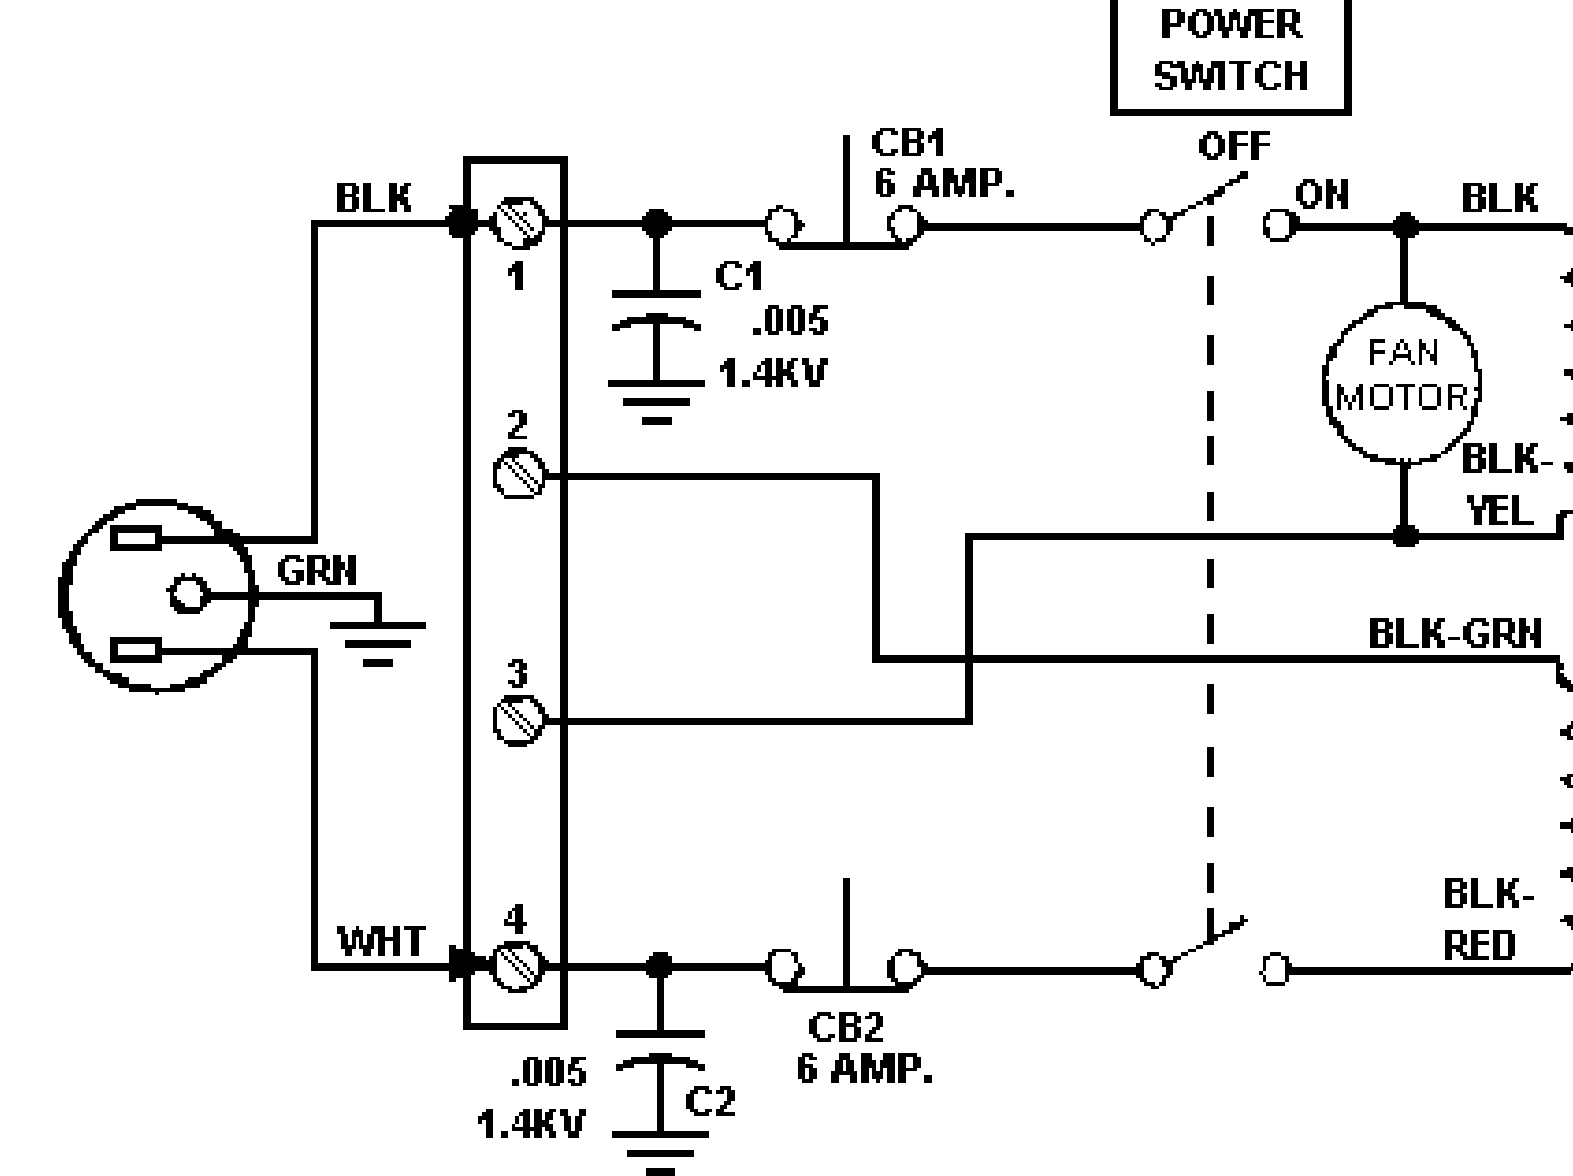 POWER
SWITCH
OFF
ON
CB1
6 AMP.
BLK
BLK
1
C1
.005
1.4KV
FAN
MOTOR
2
BLK-
YEL
GRN
BLK-GRN
3
4
WHT
BLK-
RED
CB2
6 AMP.
.005
1.4KV
C2